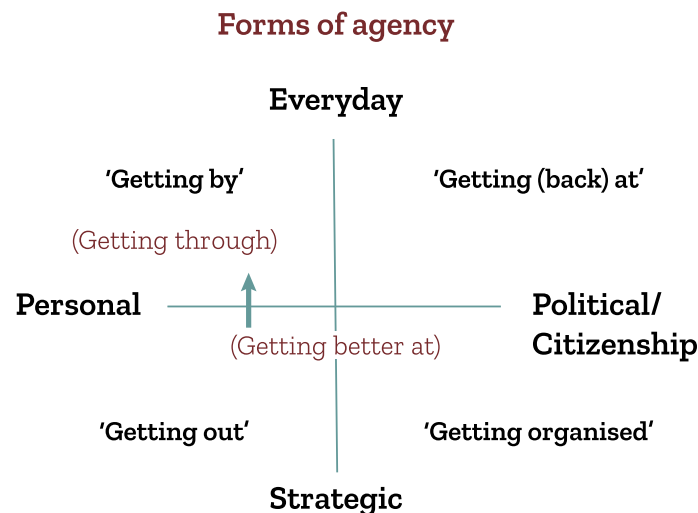 Forms of agency
Everyday
‘Getting by’
‘Getting (back) at’
(Getting through)
Personal
Political/
Citizenship
(Getting better at)
‘Getting out’
‘Getting organised’
Strategic